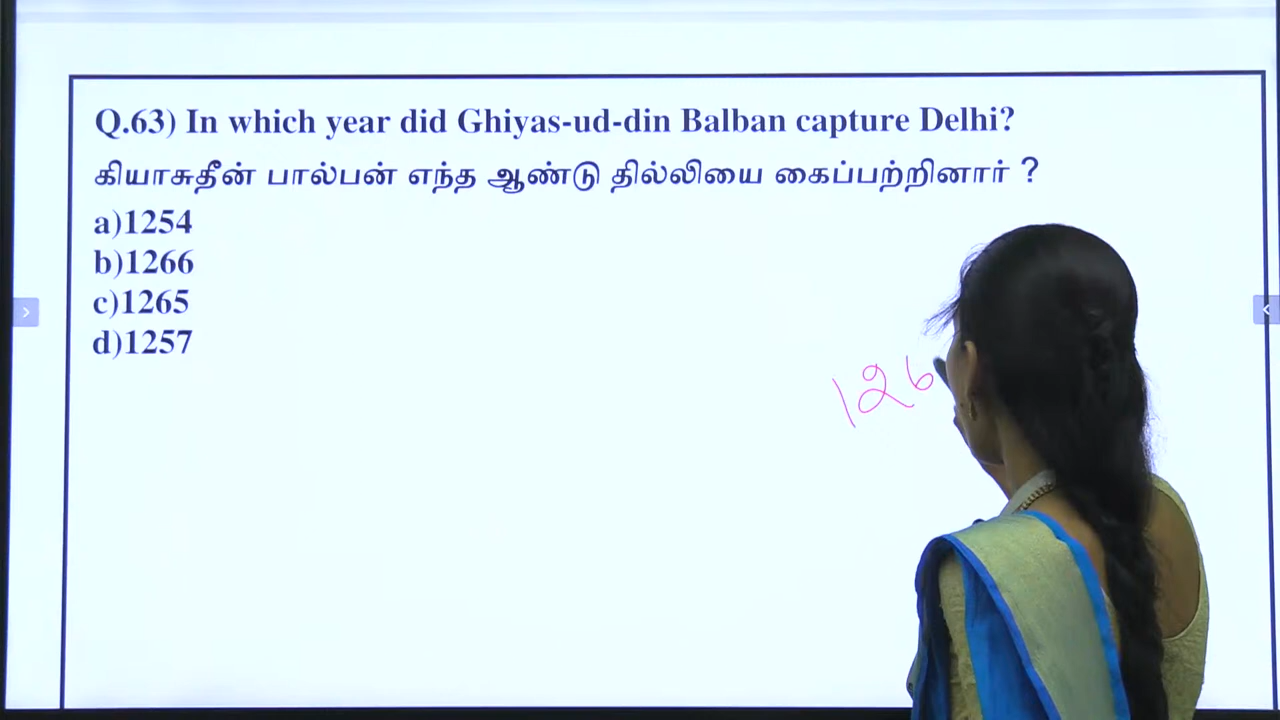 Q.63) In which year did Ghiyas-ud-din Balban capture Delhi?
கியாசுதீன் பால்பன் எந்த ஆண்டு தில்லியை கைப்பற்றினார் ?
a)1254
b)1266
c)1265
d)1257
126